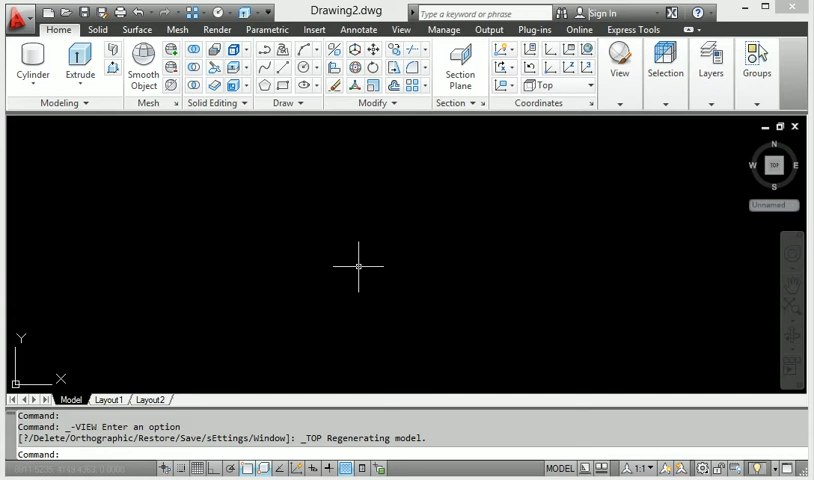 Drawing2.dwg
Type a keyword or phrase
Sign In
Home Solid Surface Mesh Render Parametric Insert Annotate View Manage Output Plug-ins Online Express Tools
Cylinder
Extrude
Smooth
Object
Section
Plane
Top
View
Selection
Layers
Groups
Modeling
Mesh
Solid Editing
Draw
Modify
Section
Coordinates
N
W
TOP
E
S
Unnamed
Y
X
Model Layout1 Layout2
Command:
Command: _-VIEW Enter an option
[?/Delete/Orthographic/Restore/Save/sEttings/Window]: _TOP Regenerating model.
Command:
MODEL
1:1